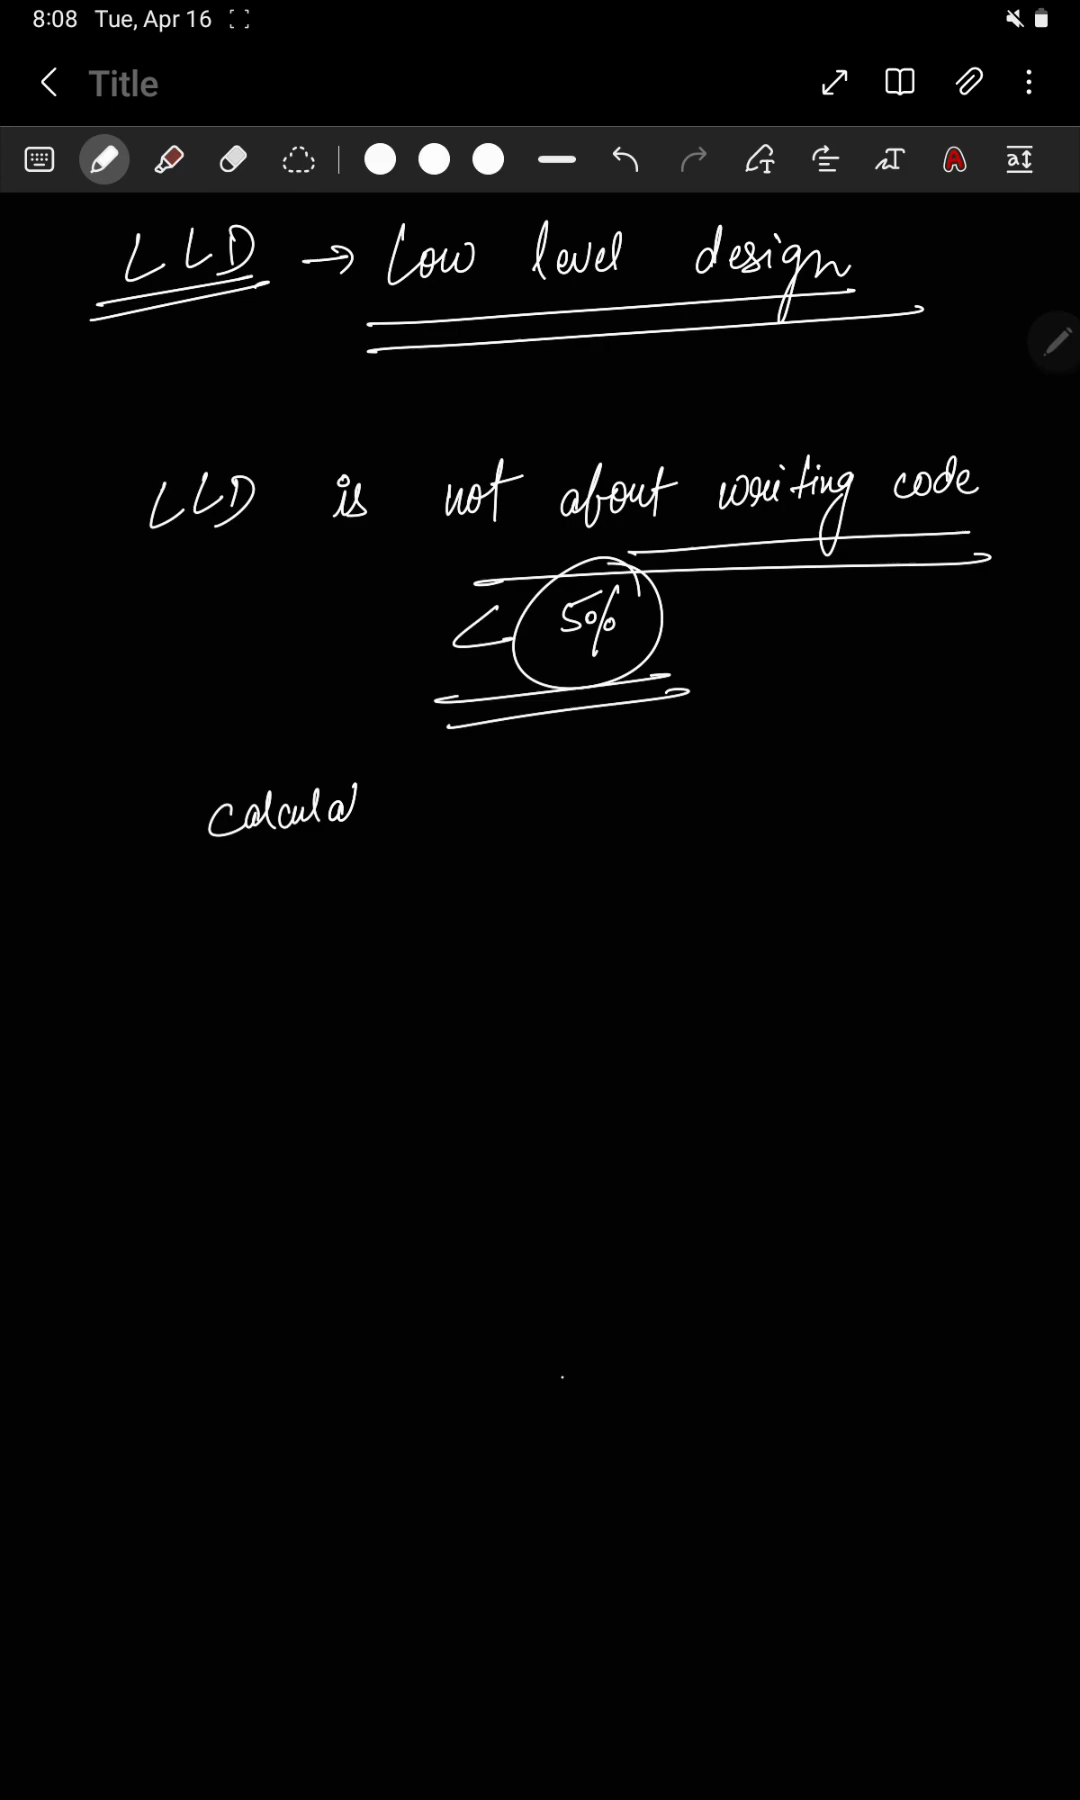 8:08 Tue, Apr 16
Title
LLD → Low level design
LLD is not about writing code
< 5%
calcula